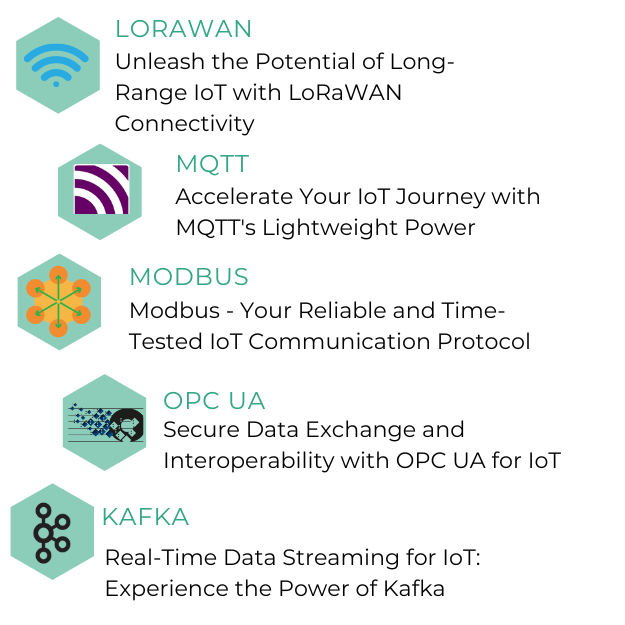 LORAWAN
Unleash the Potential of Long-
Range IoT with LoRaWAN
Connectivity
MQTT
Accelerate Your IoT Journey with
MQTT's Lightweight Power
MODBUS
Modbus - Your Reliable and Time-
Tested IoT Communication Protocol
OPC UA
Secure Data Exchange and
Interoperability with OPC UA for IoT
KAFKA
Real-Time Data Streaming for IoT:
Experience the Power of Kafka